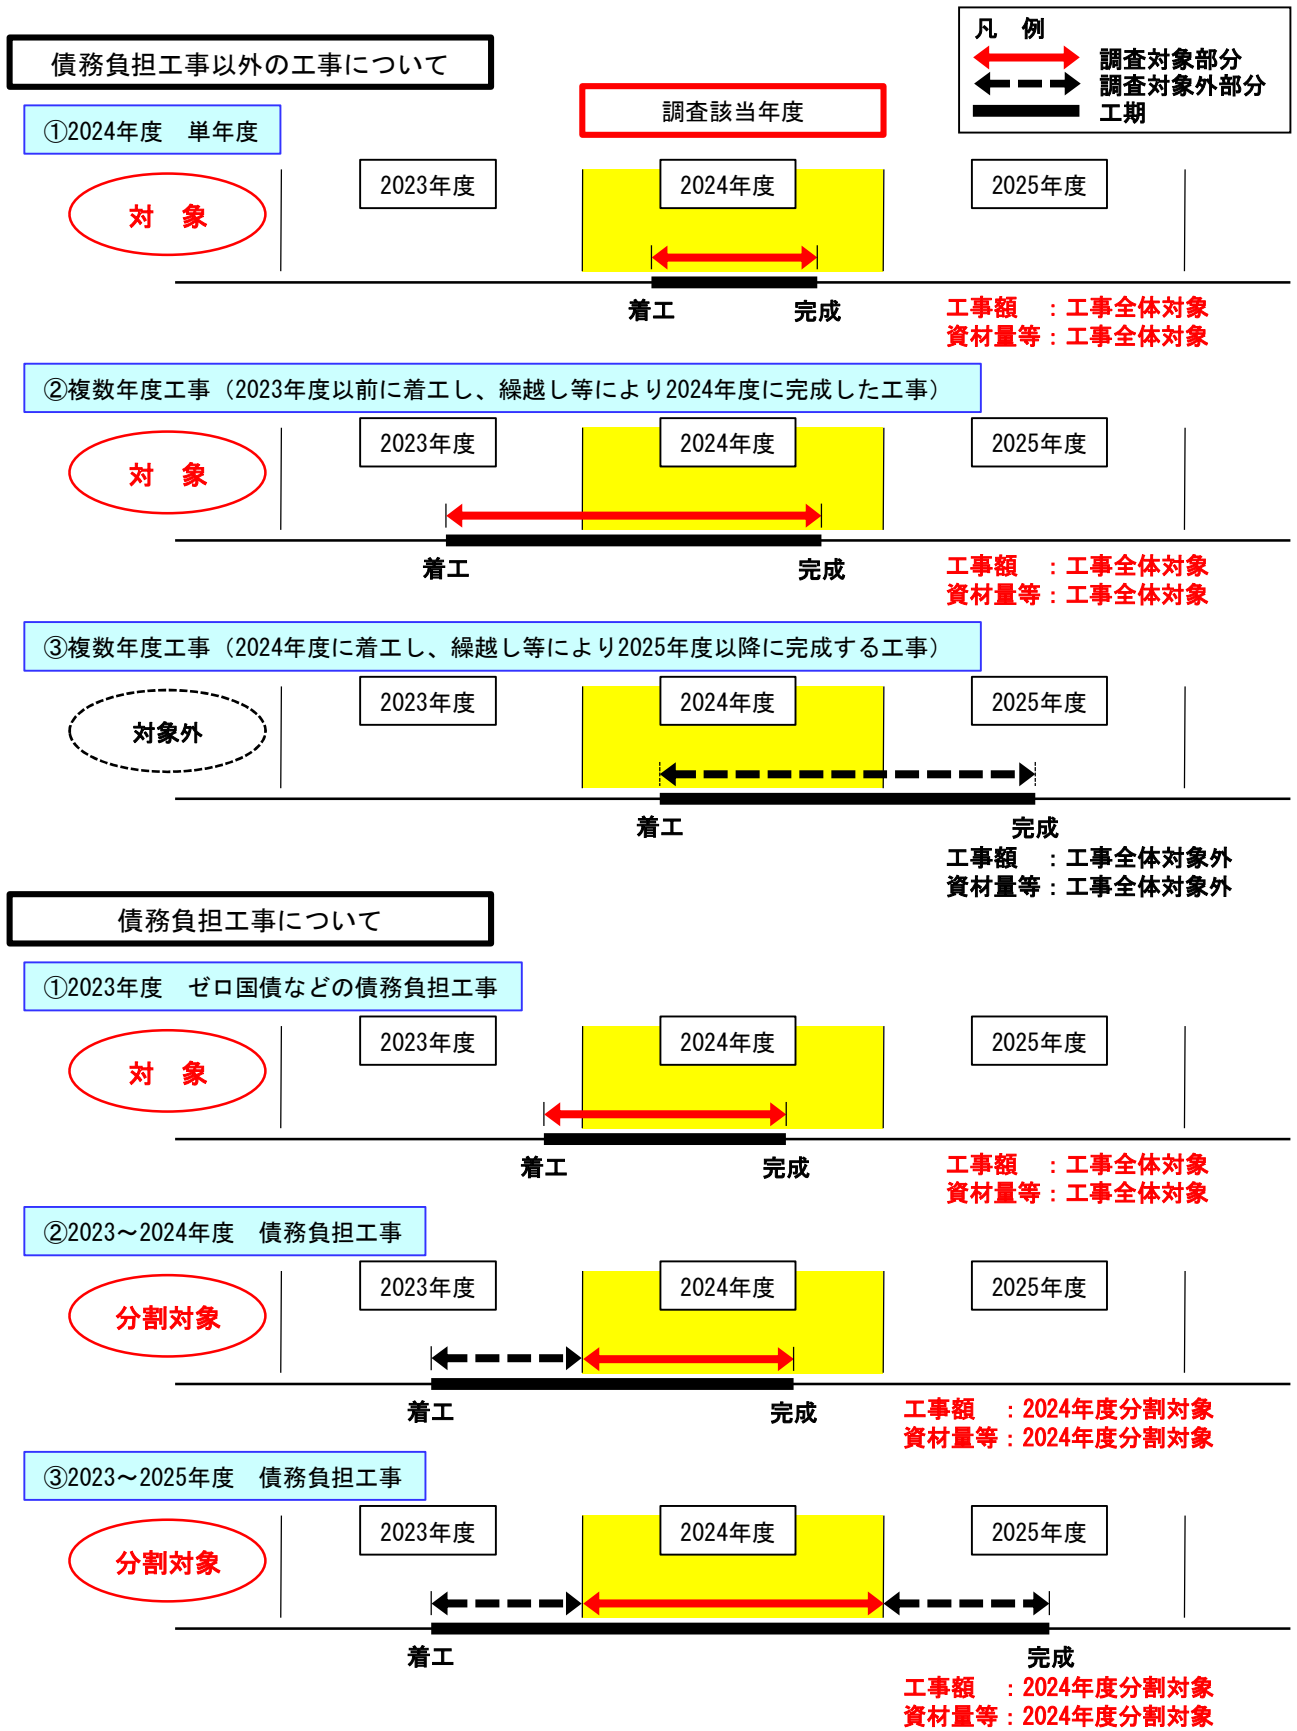 凡　例
調査対象部分
調査対象外部分
工期
債務負担工事以外の工事について
調査該当年度
①2024年度　単年度
2023年度
2024年度
2025年度
対　象
着工
完成
工事額　：工事全体対象
資材量等：工事全体対象
②複数年度工事（2023年度以前に着工し、繰越し等により2024年度に完成した工事）
2023年度
2024年度
2025年度
対　象
着工
完成
工事額　：工事全体対象
資材量等：工事全体対象
③複数年度工事（2024年度に着工し、繰越し等により2025年度以降に完成する工事）
2023年度
2024年度
2025年度
対象外
着工
完成
工事額　：工事全体対象外
資材量等：工事全体対象外
債務負担工事について
①2023年度　ゼロ国債などの債務負担工事
2023年度
2024年度
2025年度
対　象
着工
完成
工事額　：工事全体対象
資材量等：工事全体対象
②2023～2024年度　債務負担工事
2023年度
2024年度
2025年度
分割対象
着工
完成
工事額　：2024年度分割対象
資材量等：2024年度分割対象
③2023～2025年度　債務負担工事
2023年度
2024年度
2025年度
分割対象
着工
完成
工事額　：2024年度分割対象
資材量等：2024年度分割対象